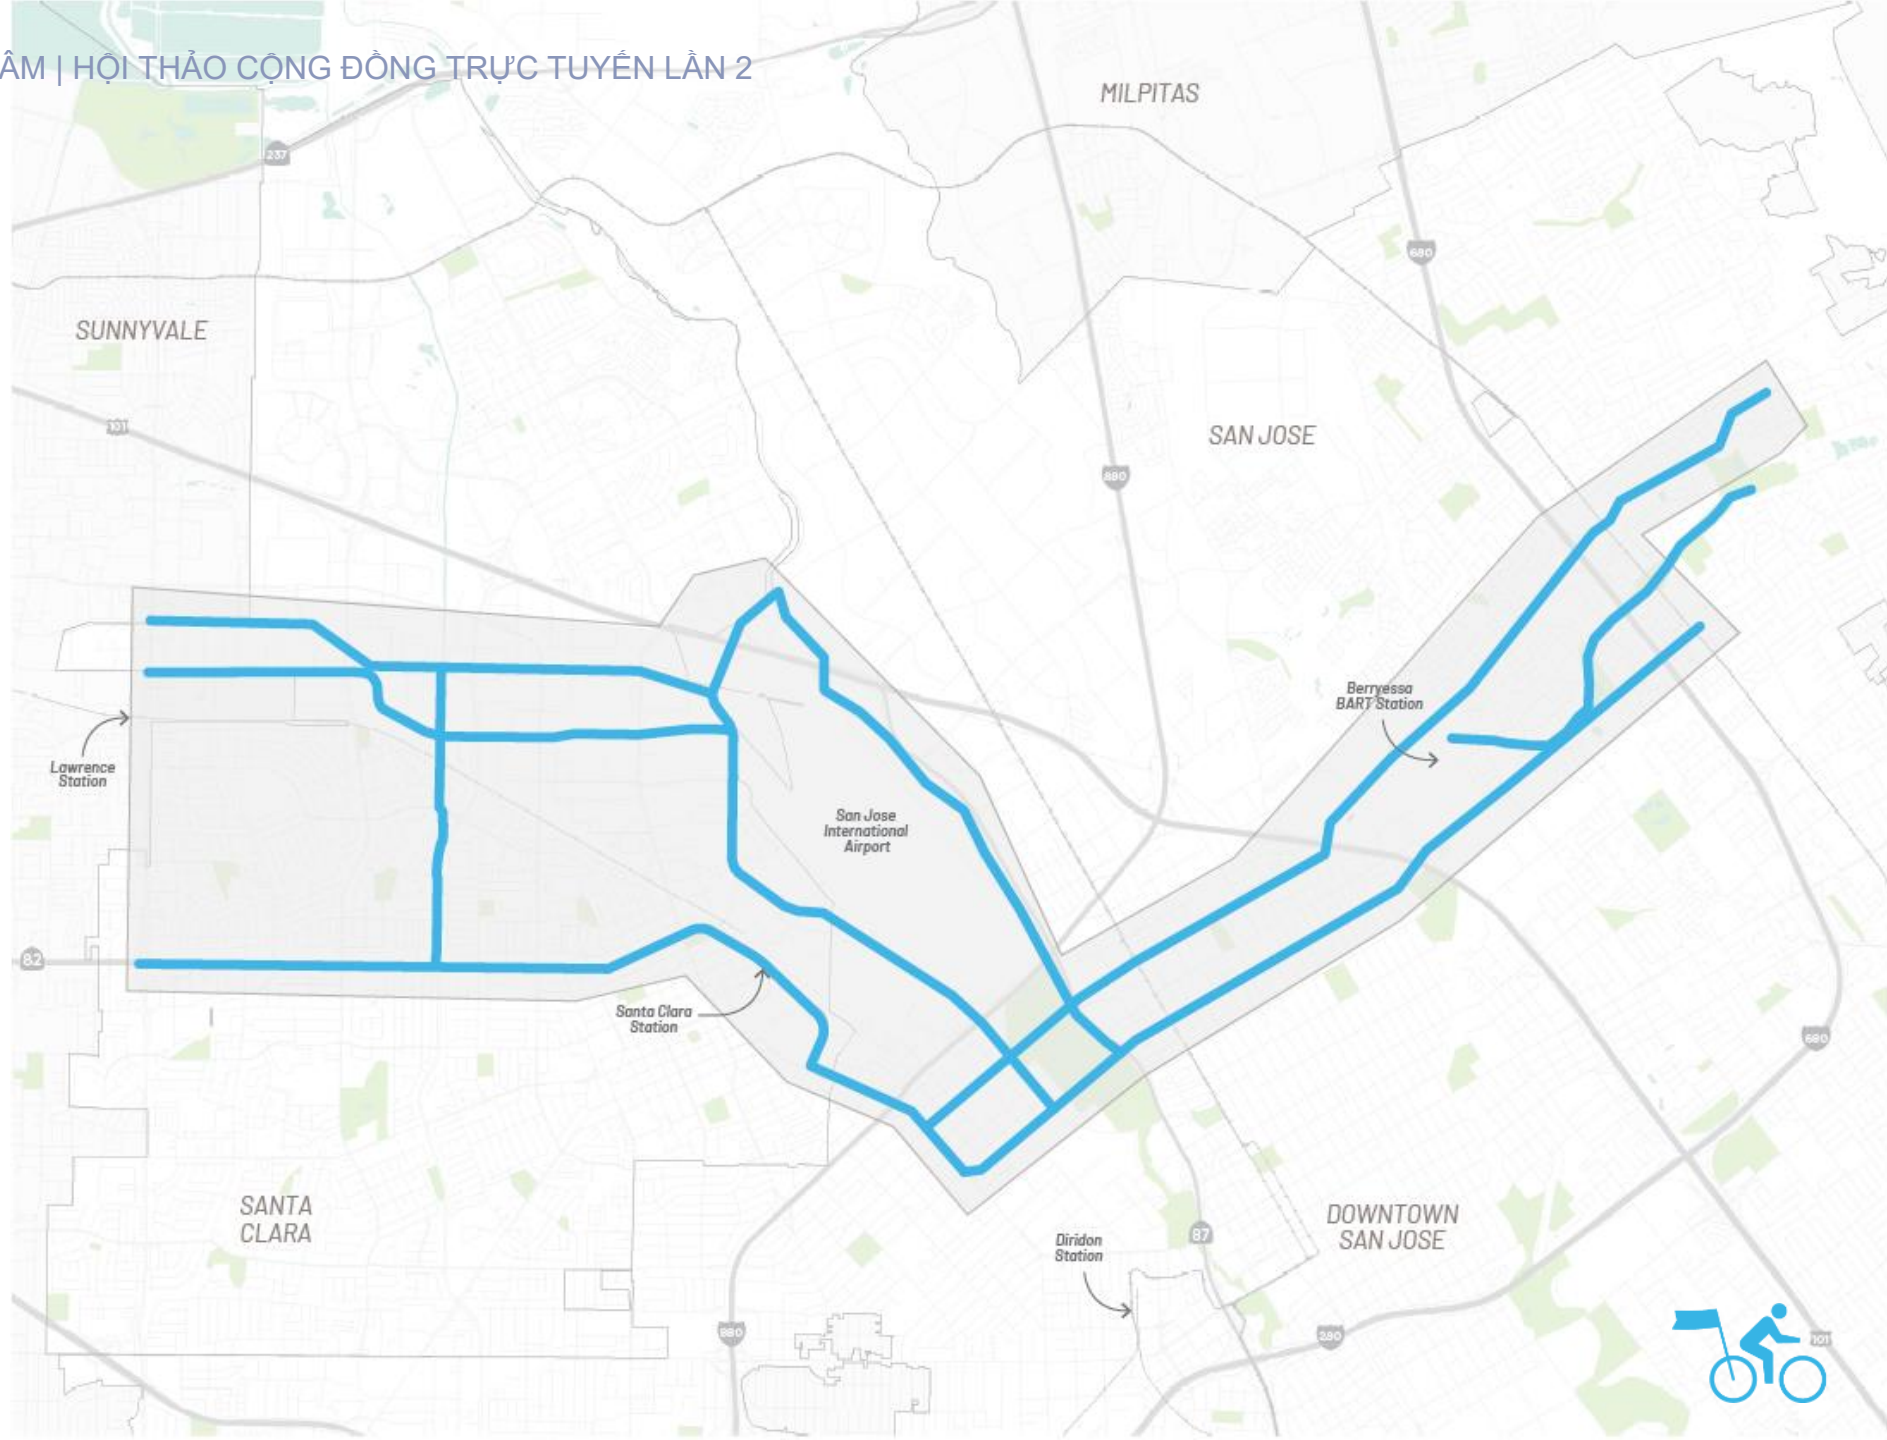 ÂM | HỘI THẢO CỘNG ĐỒNG TRỰC TUYẾN LẦN 2
MILPITAS
237
680
SUNNYVALE
101
SAN JOSE
880
Berryessa
BART Station
Lawrence
Station
San Jose
International
Airport
82
Santa Clara
Station
680
SANTA
CLARA
DOWNTOWN
SAN JOSE
87
Diridon
Station
880
280
101